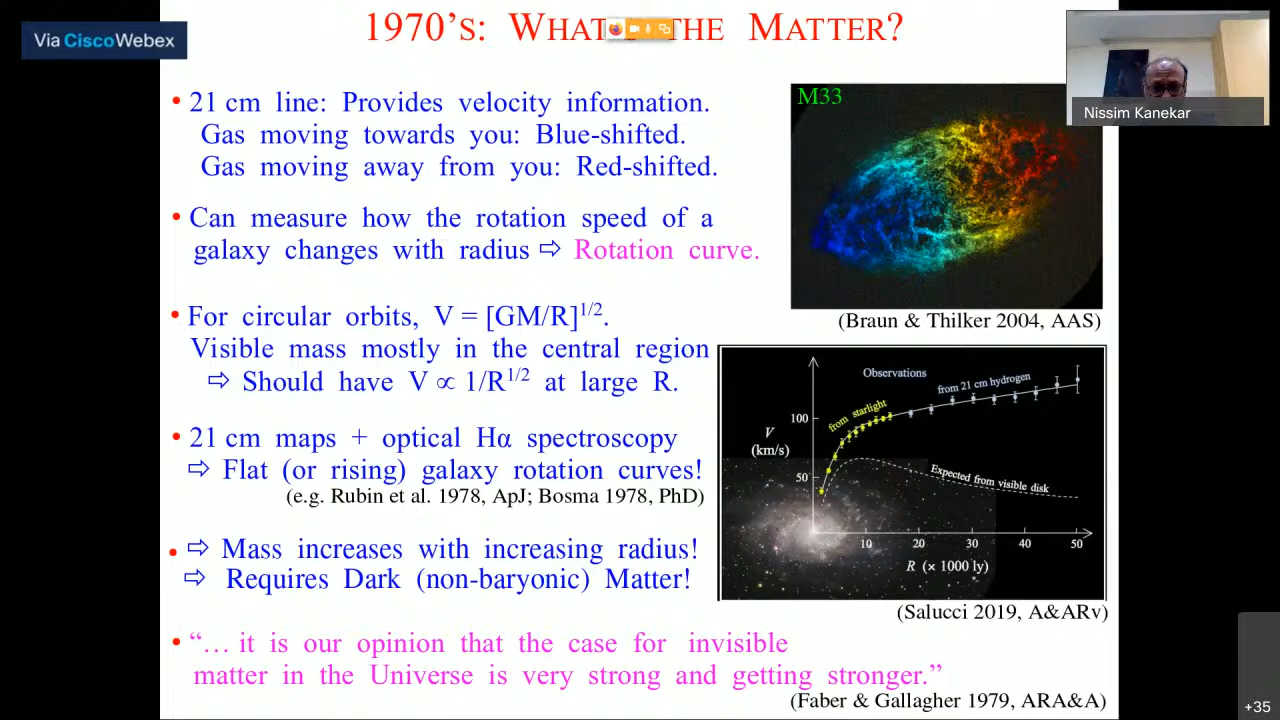 Via CiscoWebex
1970'S: WHAT THE MATTER?
Nissim Kanekar
• 21 cm line: Provides velocity information.
Gas moving towards you: Blue-shifted.
Gas moving away from you: Red-shifted.
• Can measure how the rotation speed of a
galaxy changes with radius ⇨ Rotation curve.
• For circular orbits, V = [GM/R]^1/2.
Visible mass mostly in the central region
⇨ Should have V ∝ 1/R^1/2 at large R.
• 21 cm maps + optical Hα spectroscopy
⇨ Flat (or rising) galaxy rotation curves!
(e.g. Rubin et al. 1978, ApJ; Bosma 1978, PhD)
• ⇨ Mass increases with increasing radius!
⇨ Requires Dark (non-baryonic) Matter!
• “… it is our opinion that the case for invisible
matter in the Universe is very strong and getting stronger.”
(Faber & Gallagher 1979, ARA&A)
M33
(Braun & Thilker 2004, AAS)
Observations
from 21 cm hydrogen
from starlight
100
V
(km/s)
50
Expected from visible disk
10 20 30 40 50
R (× 1000 ly)
(Salucci 2019, A&ARv)
+35